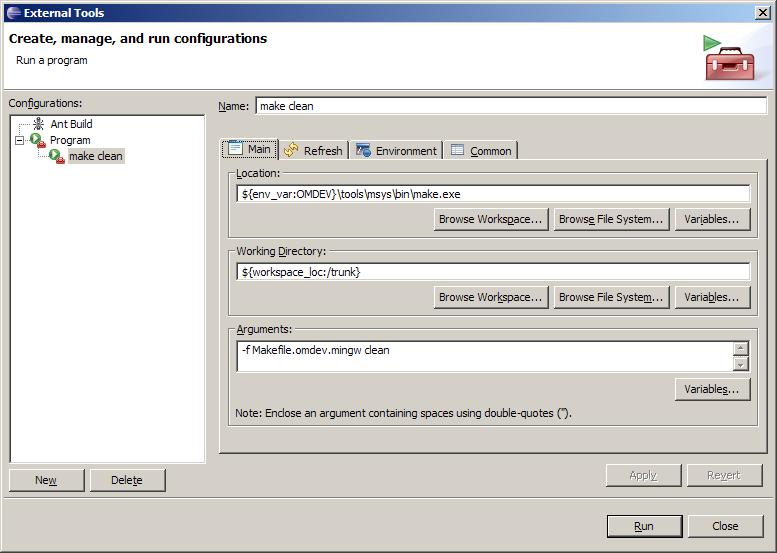 External Tools
Create, manage, and run configurations
Run a program
Configurations:
Ant Build
Program
make clean
New
Delete
Name: make clean
Main
Refresh
Environment
Common
Location:
${env_var:OMDEV}\tools\msys\bin\make.exe
Browse Workspace...
Browse File System...
Variables...
Working Directory:
${workspace_loc:/trunk}
Browse Workspace...
Browse File System...
Variables...
Arguments:
-f Makefile.omdev.mingw clean
Variables...
Note: Enclose an argument containing spaces using double-quotes (").
Apply
Revert
Run
Close